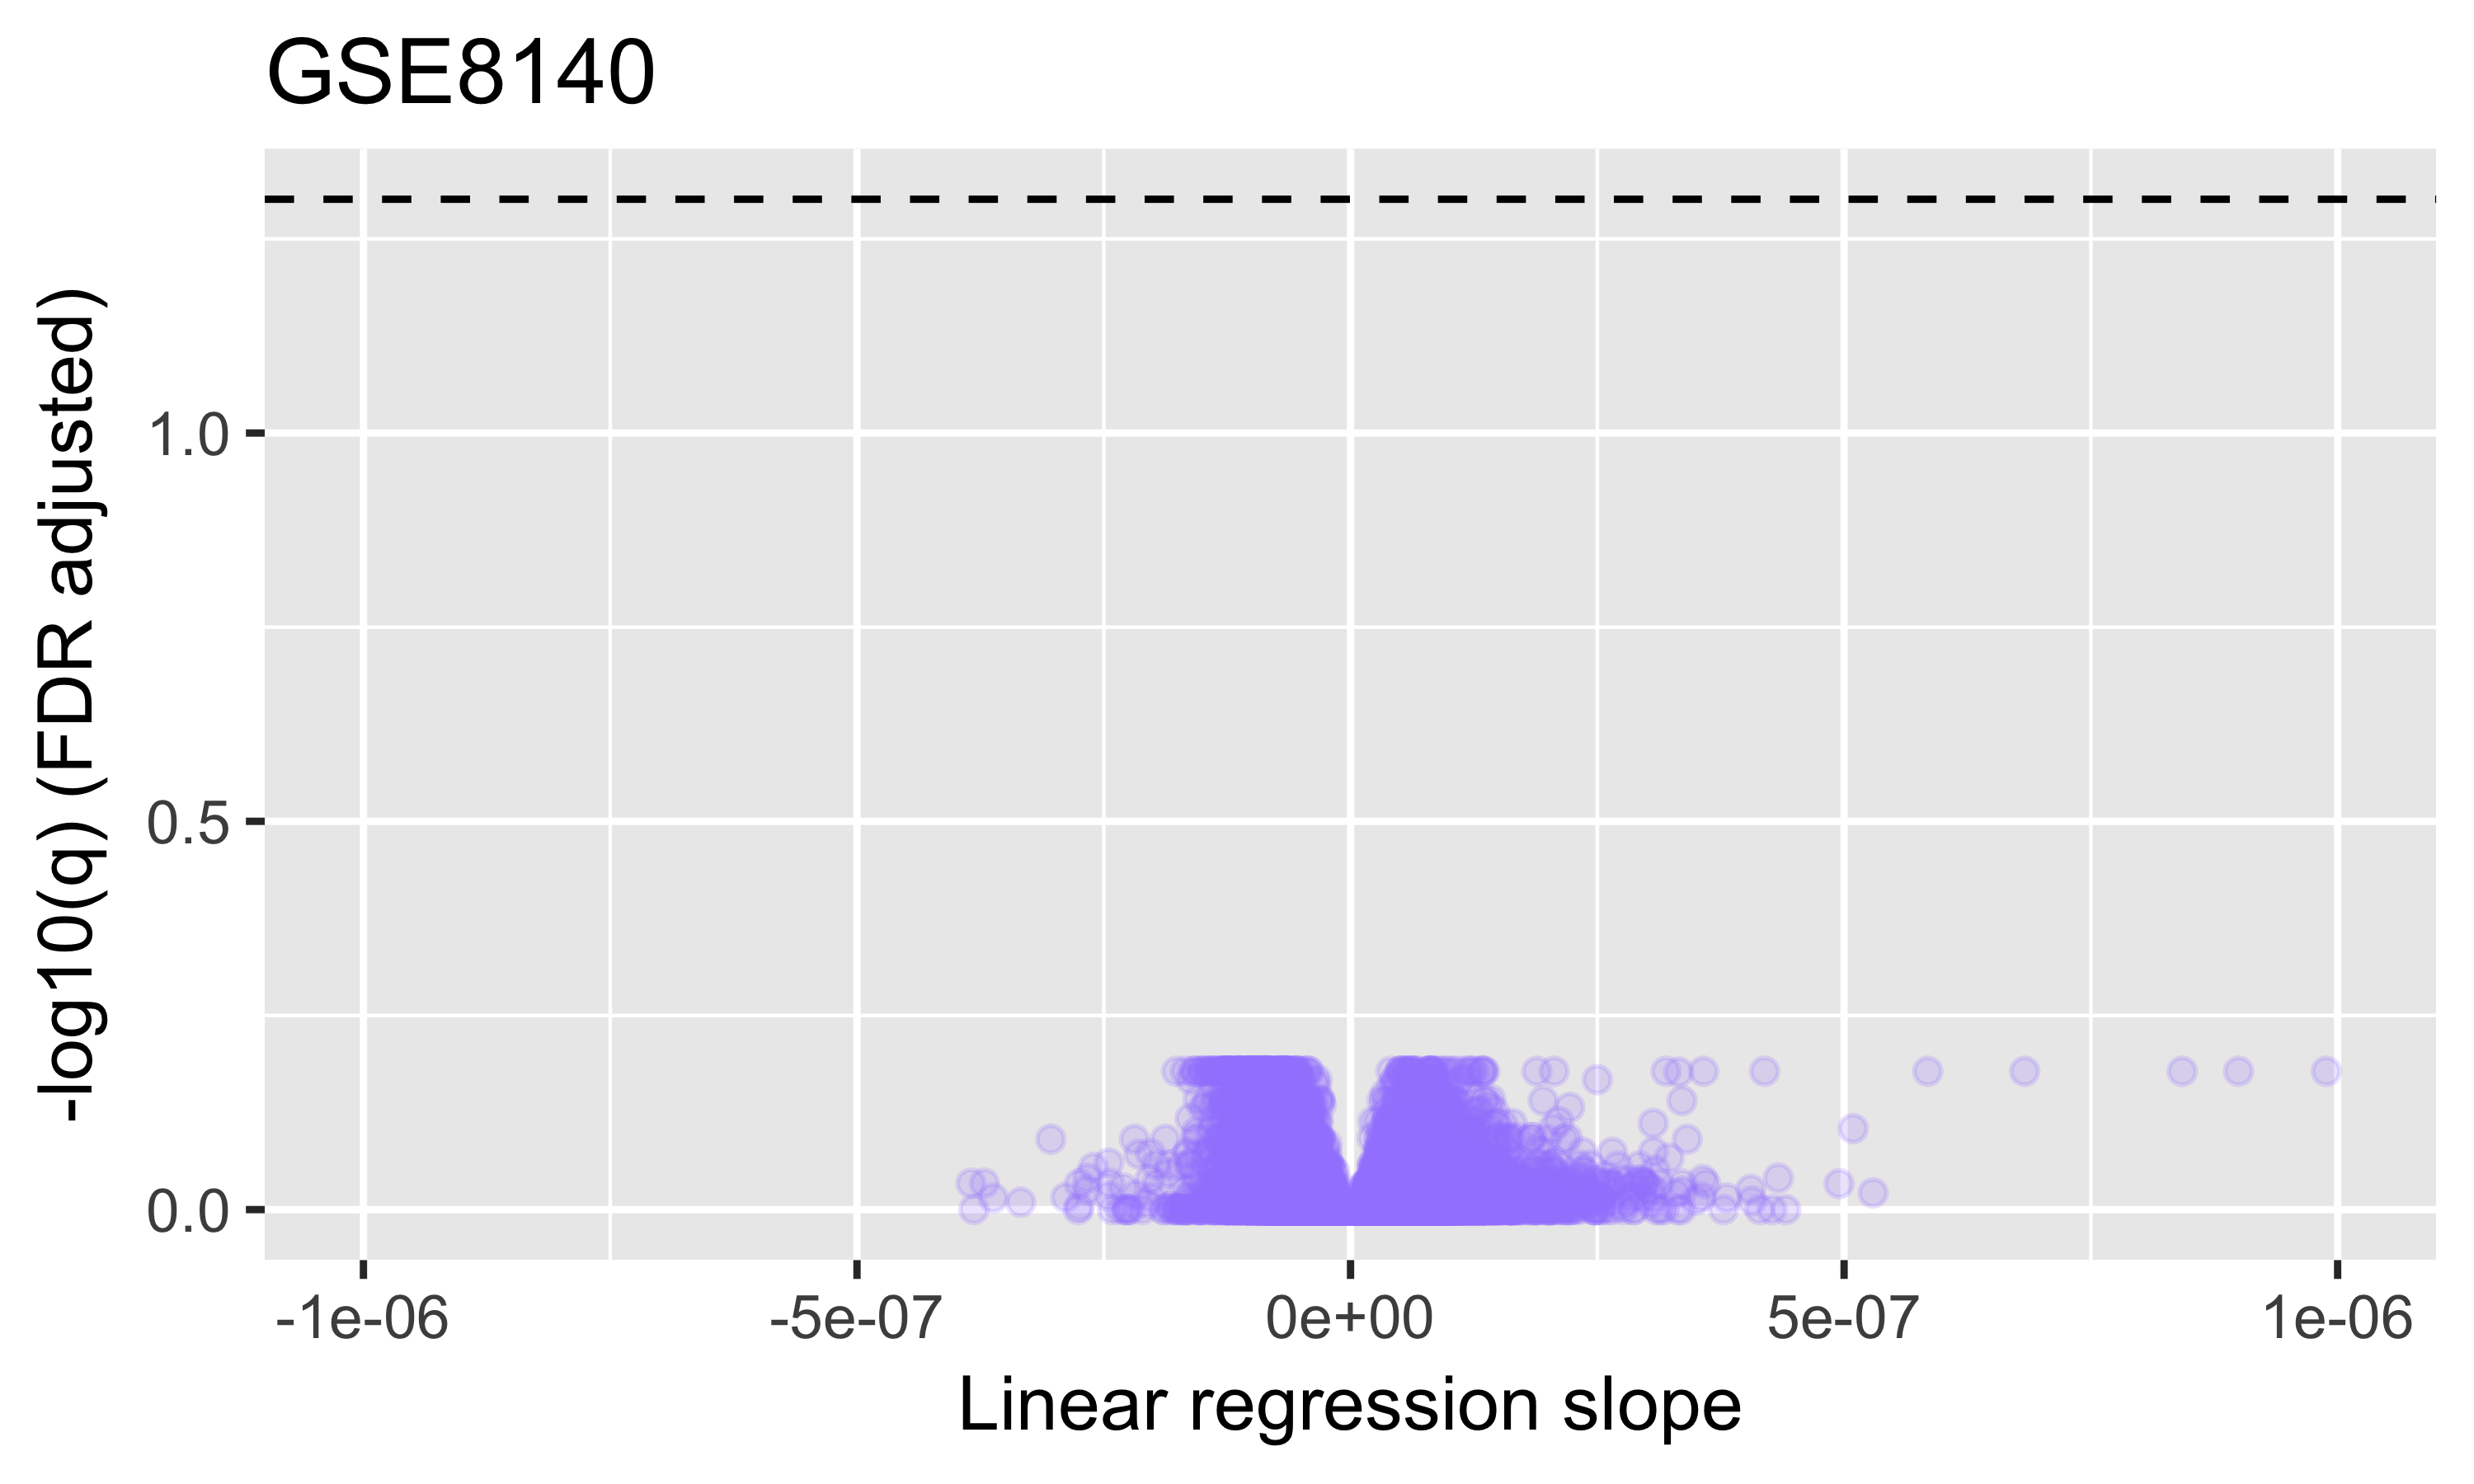 GSE8140
-log10(q) (FDR adjusted)
1.0
0.5
0.0
-1e-06
-5e-07
0e+00
5e-07
1e-06
Linear regression slope